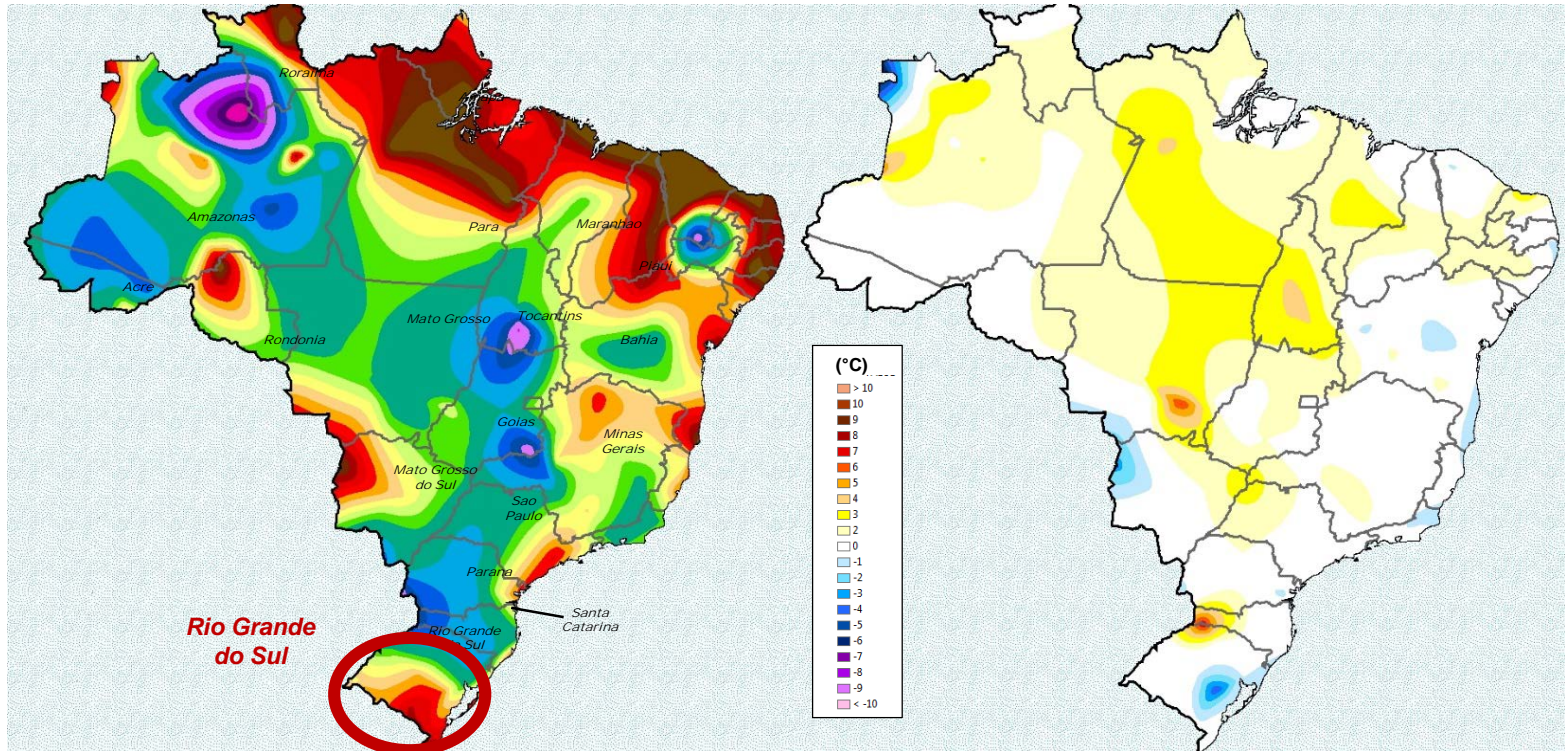 Roraima
Amazonas
Para
Maranhao
Piaui
Acre
Mato Grosso
Tocantins
Rondonia
Bahia
Goias
Minas
Gerais
Mato Grosso
do Sul
Sao
Paulo
Parana
Santa
Catarina
Rio Grande
do Sul
Rio Grande
do Sul
(°C)
> 10
10
9
8
7
6
5
4
3
2
0
-1
-2
-3
-4
-5
-6
-7
-8
-9
< -10